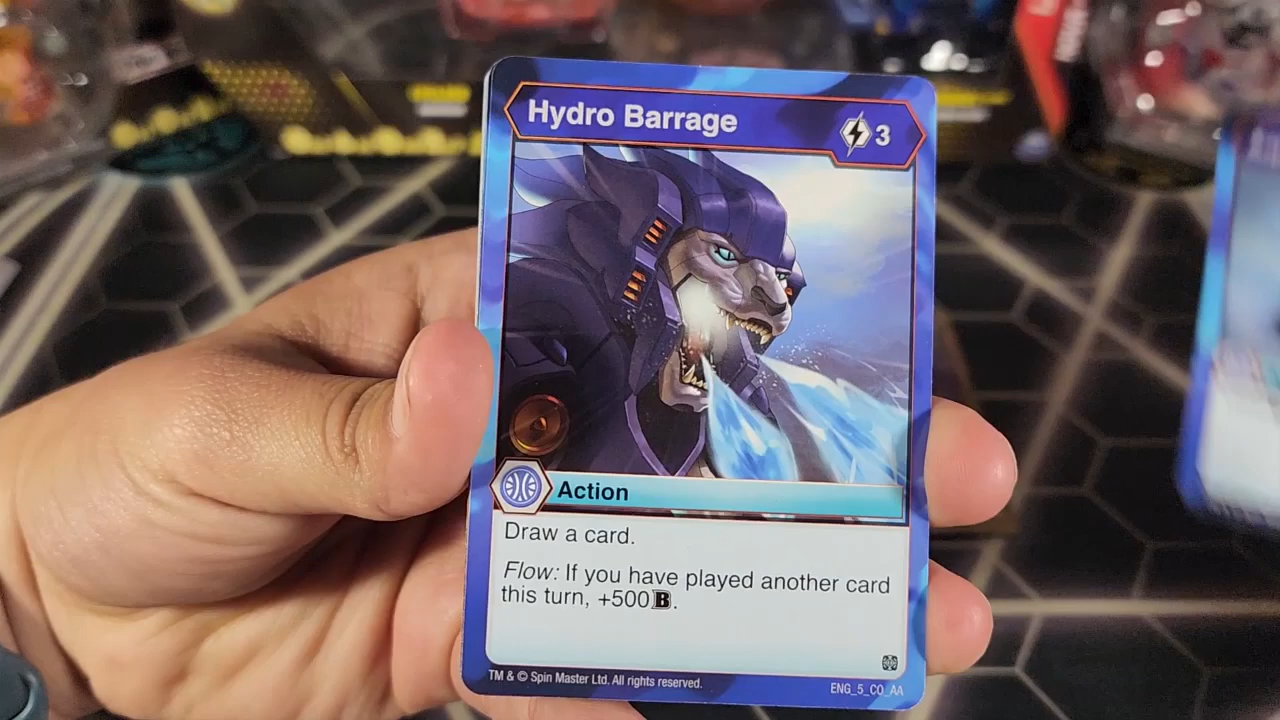 Hydro Barrage
3
Action
Draw a card.
Flow: If you have played another card
this turn, +500 B.
TM & © Spin Master Ltd. All rights reserved.
ENG_5_CO_AA